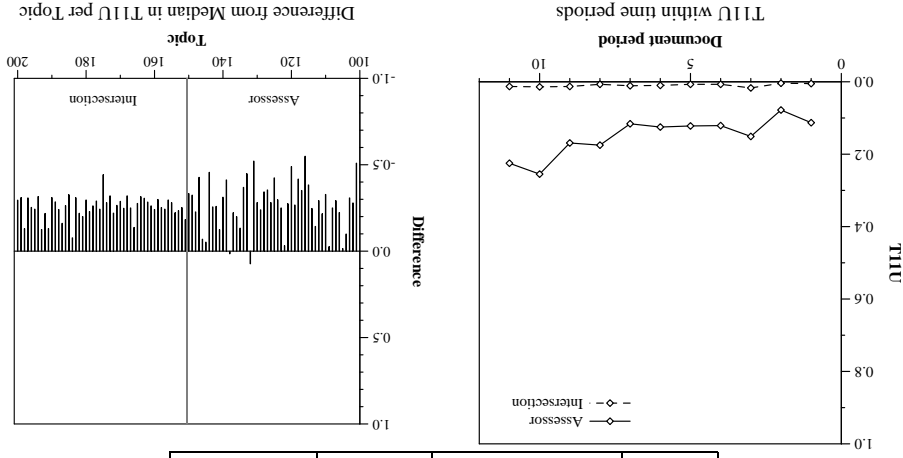 1.0
0.8
0.6
0.4
0.2
0.0
T11U
0
5
10
Document period
Assessor
Intersection
T11U within time periods
1.0
0.5
0.0
-0.5
-1.0
Difference
100
120
140
160
180
200
Topic
Assessor
Intersection
Difference from Median in T11U per Topic